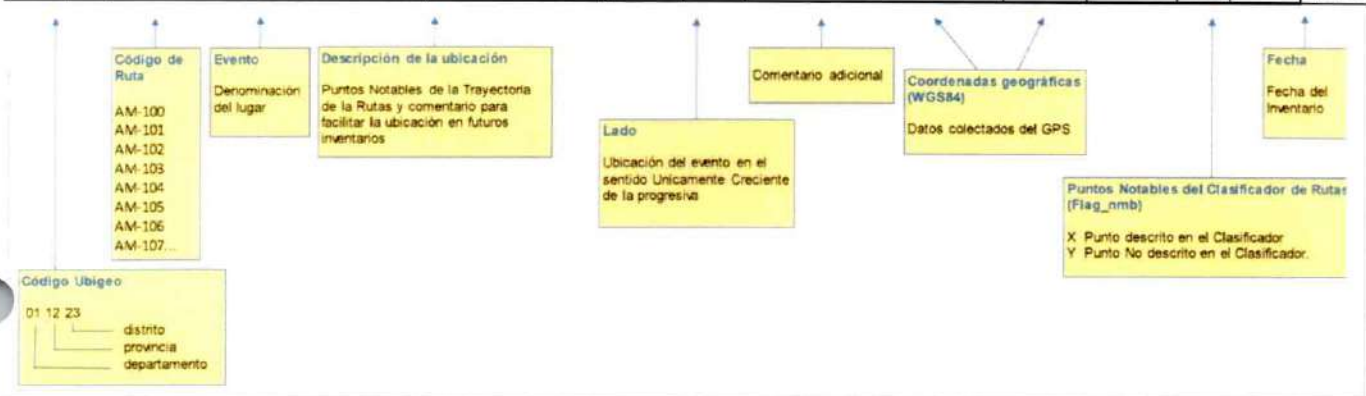 Código de
Ruta
AM-100
AM-101
AM-102
AM-103
AM-104
AM-105
AM-106
AM-107...
Evento
Denominación
del lugar
Descripción de la ubicación
Puntos Notables de la Trayectoria
de la Rutas y comentario para
facilitar la ubicación en futuros
inventarios
Lado
Ubicación del evento en el
sentido Unicamente Creciente
de la progresiva
Comentario adicional
Coordenadas geográficas
(WGS84)
Datos colectados del GPS
Fecha
Fecha del
Inventario
Puntos Notables del Clasificador de Rutas
(Flag_nmb)
X Punto descrito en el Clasificador
Y Punto No descrito en el Clasificador.
Código Ubigeo
01 12 23
distrito
provincia
departamento